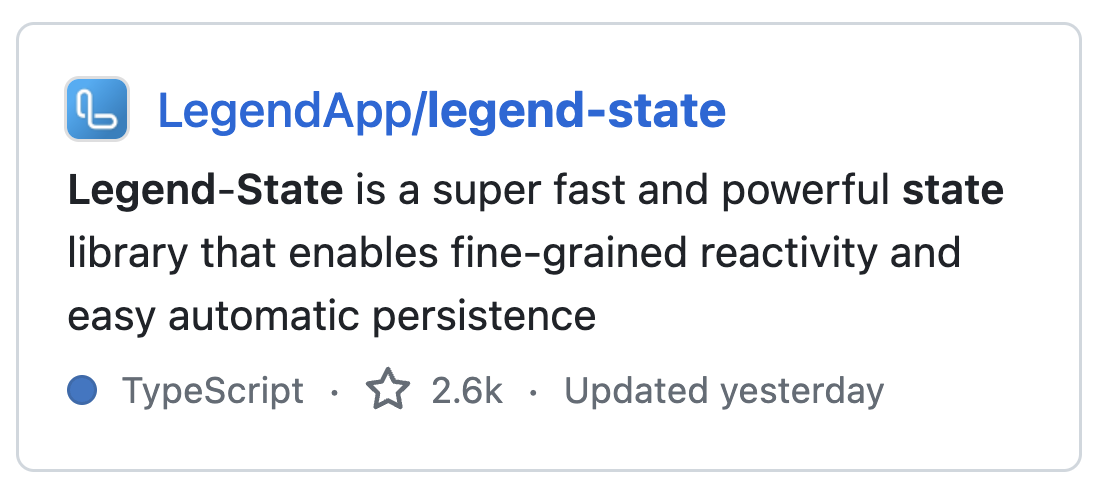 LegendApp/legend-state
Legend-State is a super fast and powerful state
library that enables fine-grained reactivity and
easy automatic persistence
TypeScript · 2.6k · Updated yesterday